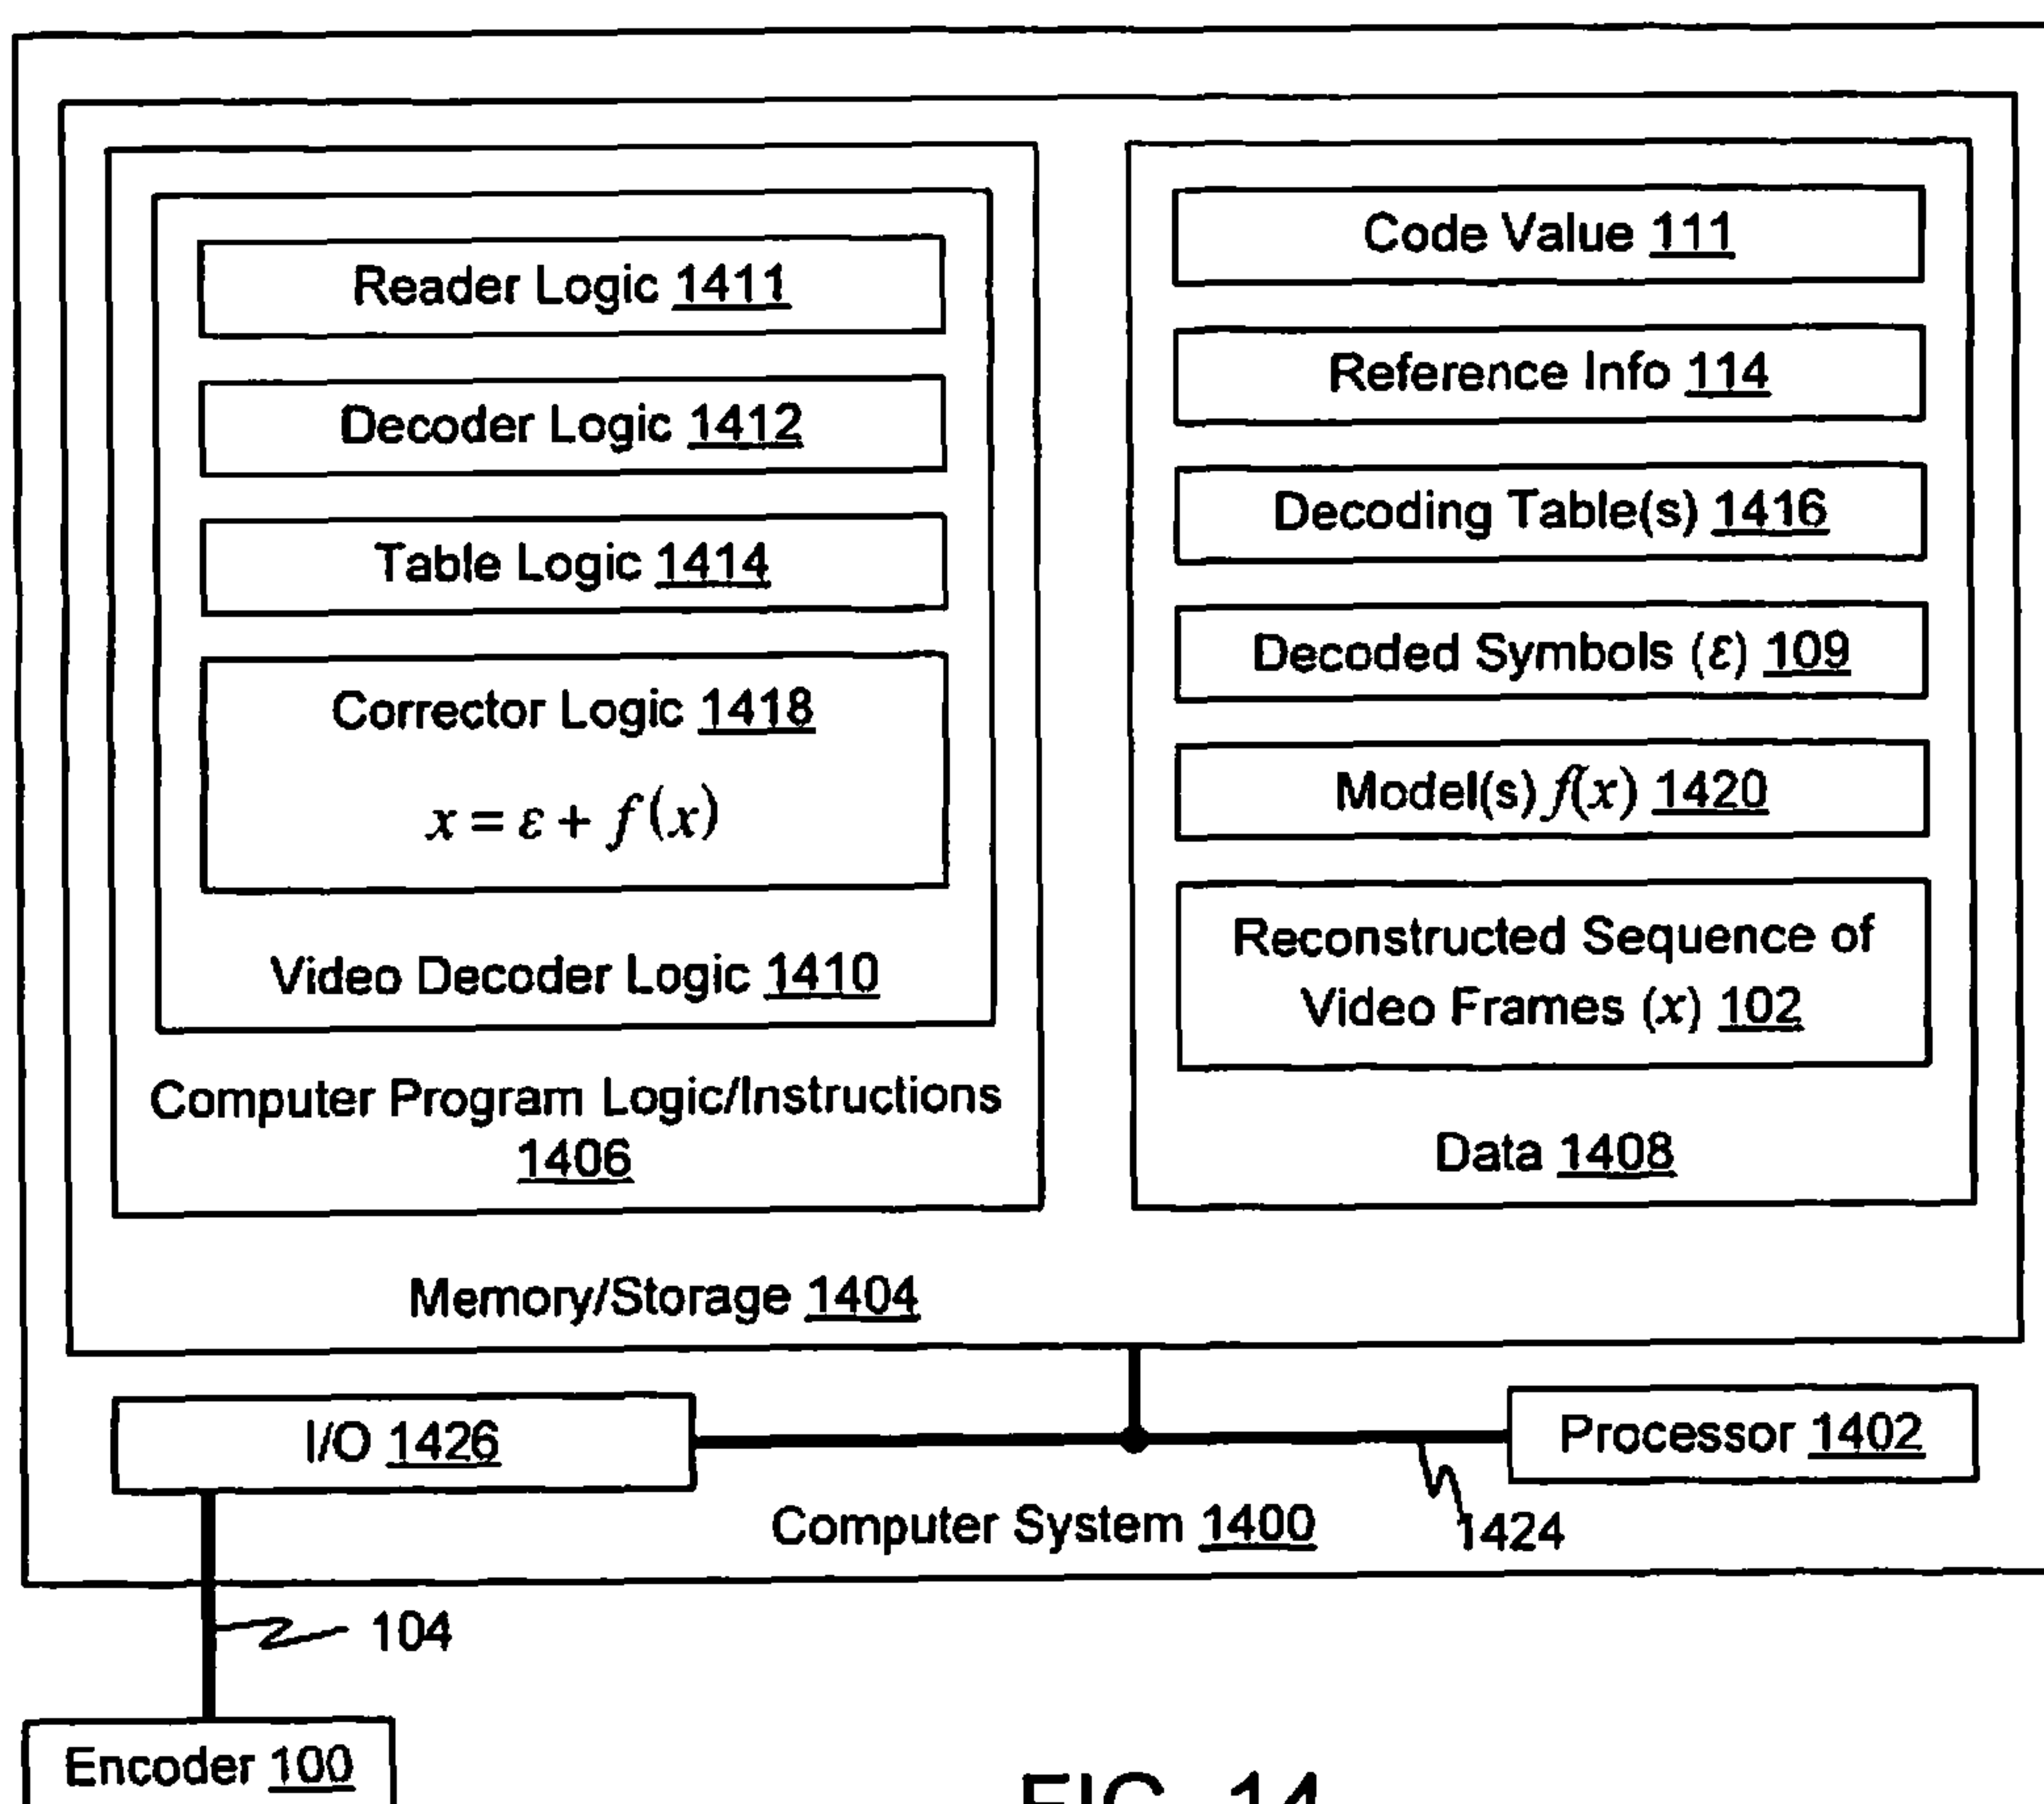 Reader Logic 1411
Decoder Logic 1412
Table Logic 1414
Corrector Logic 1418
x = ε + f(x)
Video Decoder Logic 1410
Computer Program Logic/Instructions
1406
Code Value 111
Reference Info 114
Decoding Table(s) 1416
Decoded Symbols (ε) 109
Model(s) f(x) 1420
Reconstructed Sequence of
Video Frames (x) 102
Data 1408
Memory/Storage 1404
I/O 1426
Processor 1402
Computer System 1400
1424
104
Encoder 100
FIG. 14